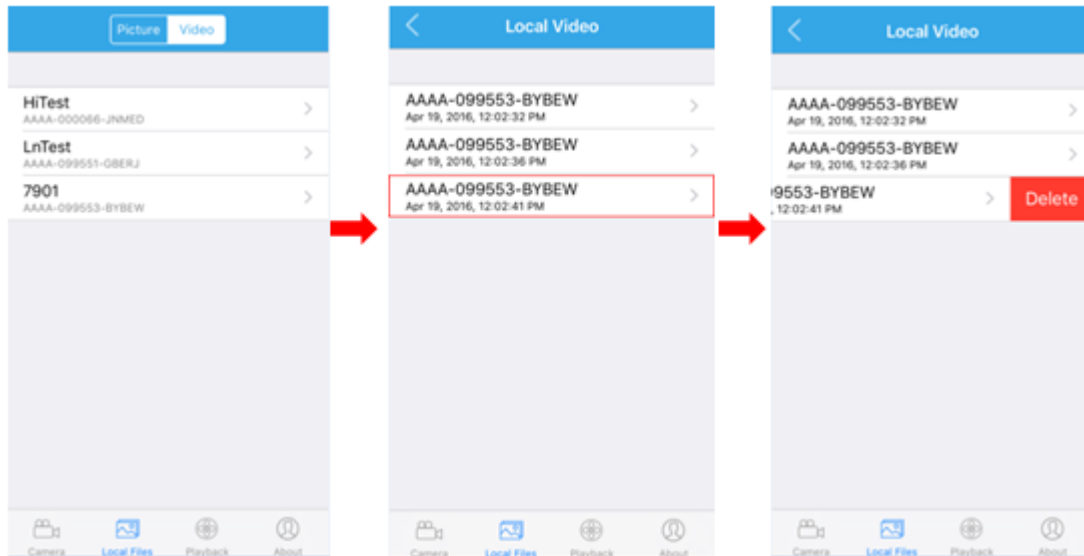 Picture Video
HiTest
AAAA-000066-JNMED
LnTest
AAAA-099551-GBERJ
7901
AAAA-099553-BYBEW
Camera Local Files Playback About
Local Video
AAAA-099553-BYBEW
Apr 19, 2016, 12:02:32 PM
AAAA-099553-BYBEW
Apr 19, 2016, 12:02:36 PM
AAAA-099553-BYBEW
Apr 19, 2016, 12:02:41 PM
Camera Local Files Playback About
Local Video
AAAA-099553-BYBEW
Apr 19, 2016, 12:02:32 PM
AAAA-099553-BYBEW
Apr 19, 2016, 12:02:36 PM
9553-BYBEW
, 12:02:41 PM
Delete
Camera Local Files Playback About